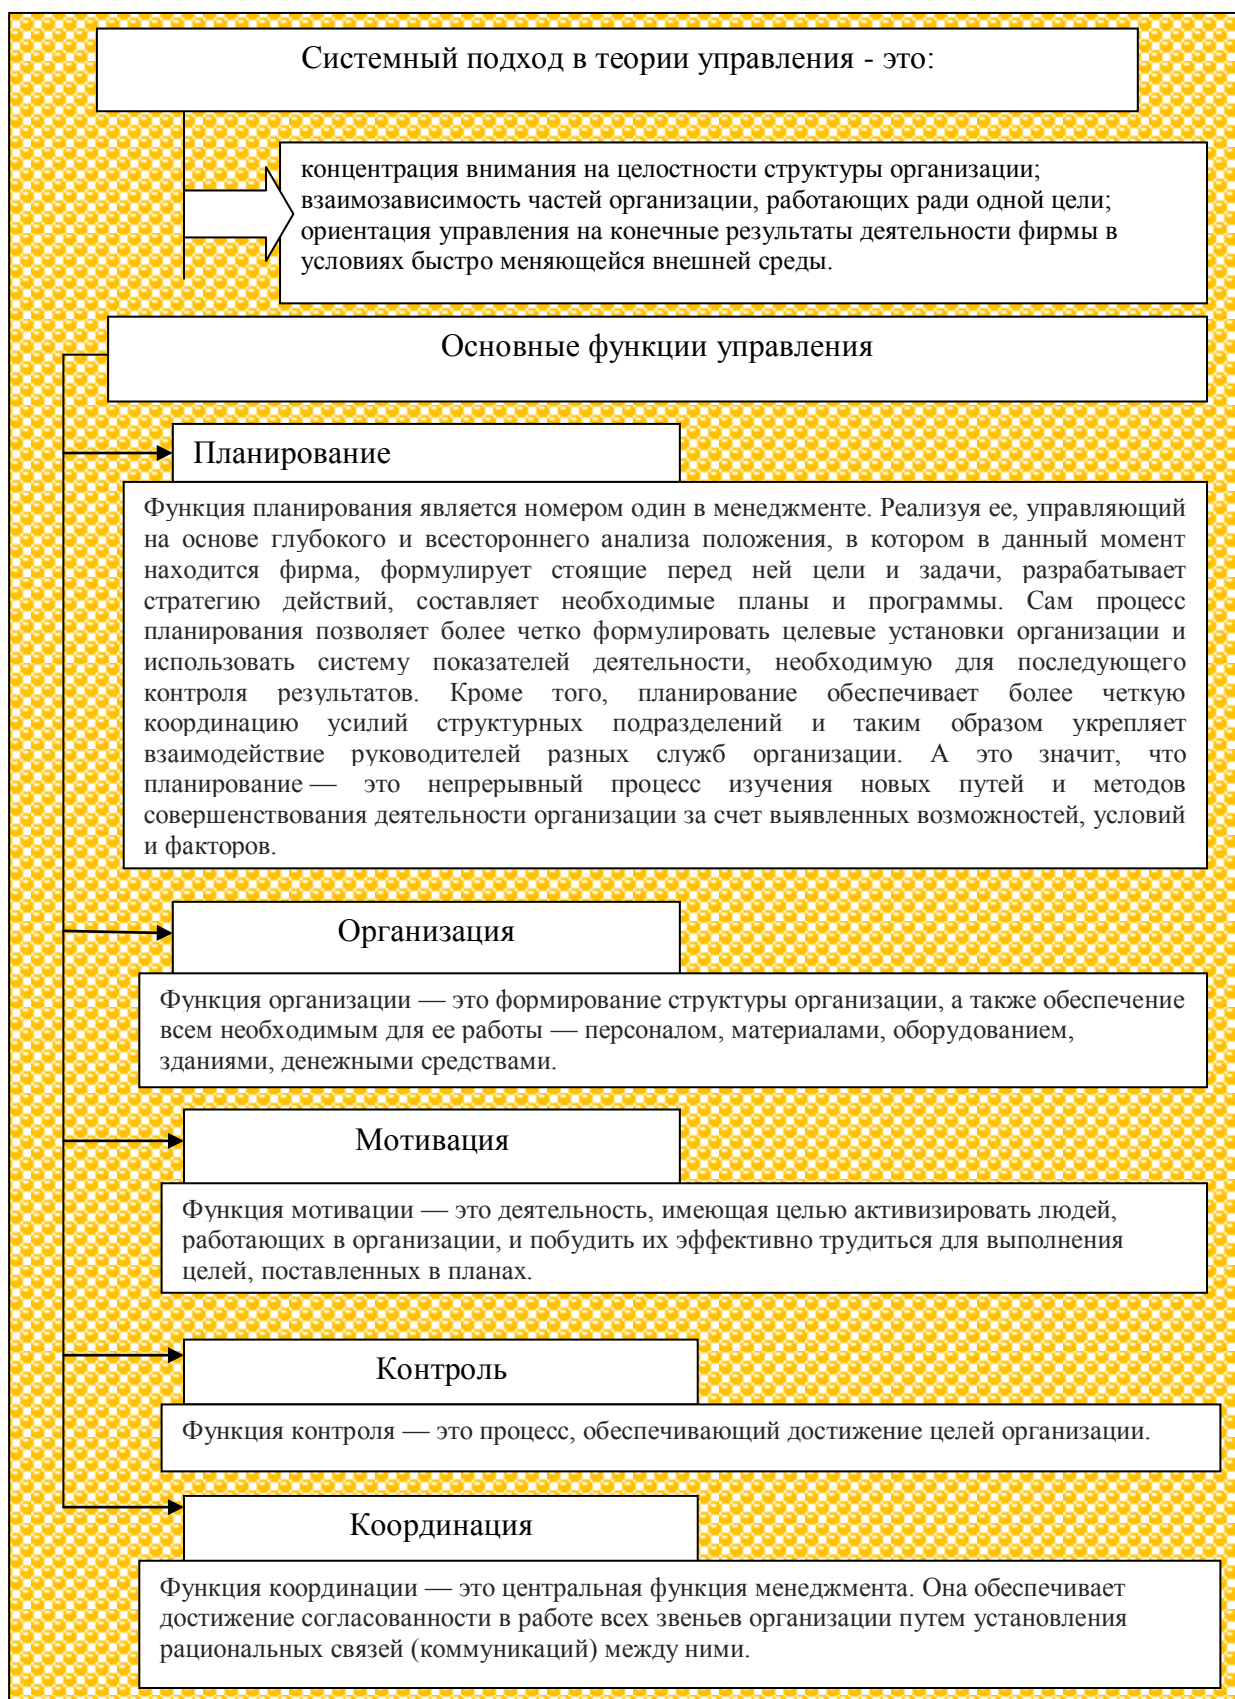 Системный подход в теории управления - это:
концентрация внимания на целостности структуры организации;
взаимозависимость частей организации, работающих ради одной цели;
ориентация управления на конечные результаты деятельности фирмы в
условиях быстро меняющейся внешней среды.
Основные функции управления
Планирование
Функция планирования является номером один в менеджменте. Реализуя ее, управляющий
на основе глубокого и всестороннего анализа положения, в котором в данный момент
находится фирма, формулирует стоящие перед ней цели и задачи, разрабатывает
стратегию действий, составляет необходимые планы и программы. Сам процесс
планирования позволяет более четко формулировать целевые установки организации и
использовать систему показателей деятельности, необходимую для последующего
контроля результатов. Кроме того, планирование обеспечивает более четкую
координацию усилий структурных подразделений и таким образом укрепляет
взаимодействие руководителей разных служб организации. А это значит, что
планирование — это непрерывный процесс изучения новых путей и методов
совершенствования деятельности организации за счет выявленных возможностей, условий
и факторов.
Организация
Функция организации — это формирование структуры организации, а также обеспечение
всем необходимым для ее работы — персоналом, материалами, оборудованием,
зданиями, денежными средствами.
Мотивация
Функция мотивации — это деятельность, имеющая целью активизировать людей,
работающих в организации, и побудить их эффективно трудиться для выполнения
целей, поставленных в планах.
Контроль
Функция контроля — это процесс, обеспечивающий достижение целей организации.
Координация
Функция координации — это центральная функция менеджмента. Она обеспечивает
достижение согласованности в работе всех звеньев организации путем установления
рациональных связей (коммуникаций) между ними.